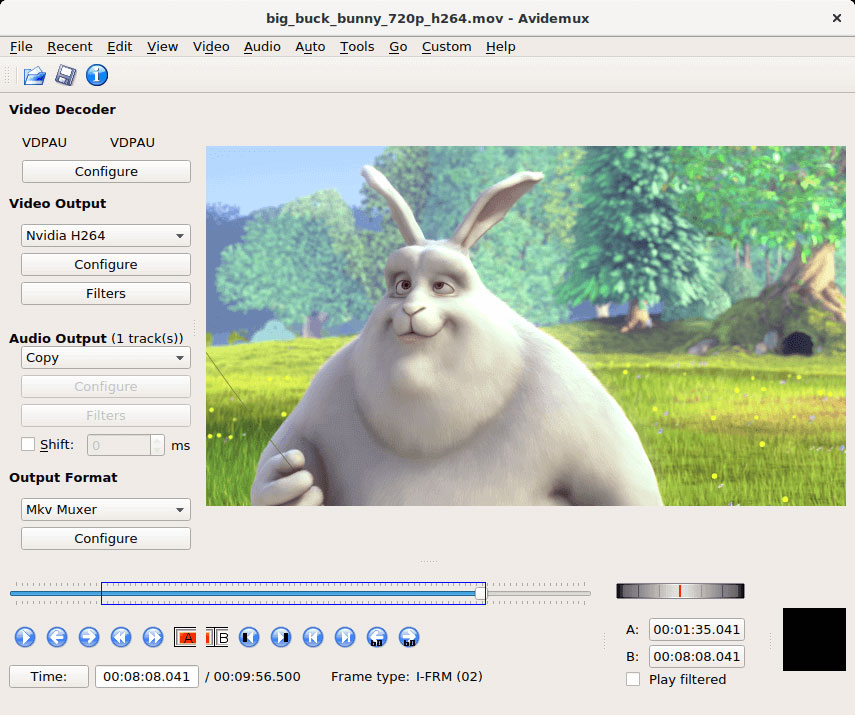 big_buck_bunny_720p_h264.mov - Avidemux
File Recent Edit View Video Audio Auto Tools Go Custom Help
Video Decoder
VDPAU VDPAU
Configure
Video Output
Nvidia H264
Configure
Filters
Audio Output (1 track(s))
Copy
Configure
Filters
Shift: 0 ms
Output Format
Mkv Muxer
Configure
A B 60 60
A: 00:01:35.041
B: 00:08:08.041
Time: 00:08:08.041 / 00:09:56.500 Frame type: I-FRM (02)
Play filtered